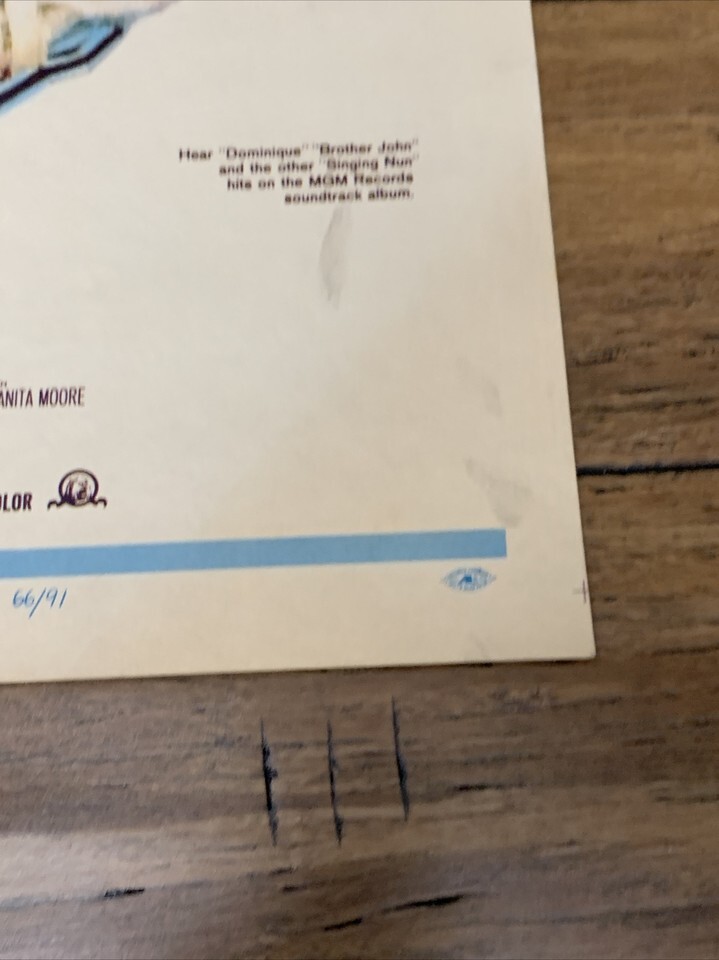 Hear "Dominique" "Brother John"
and the other "Singing Nun"
hits on the MGM Records
soundtrack album.
ANITA MOORE
OLOR
66/91